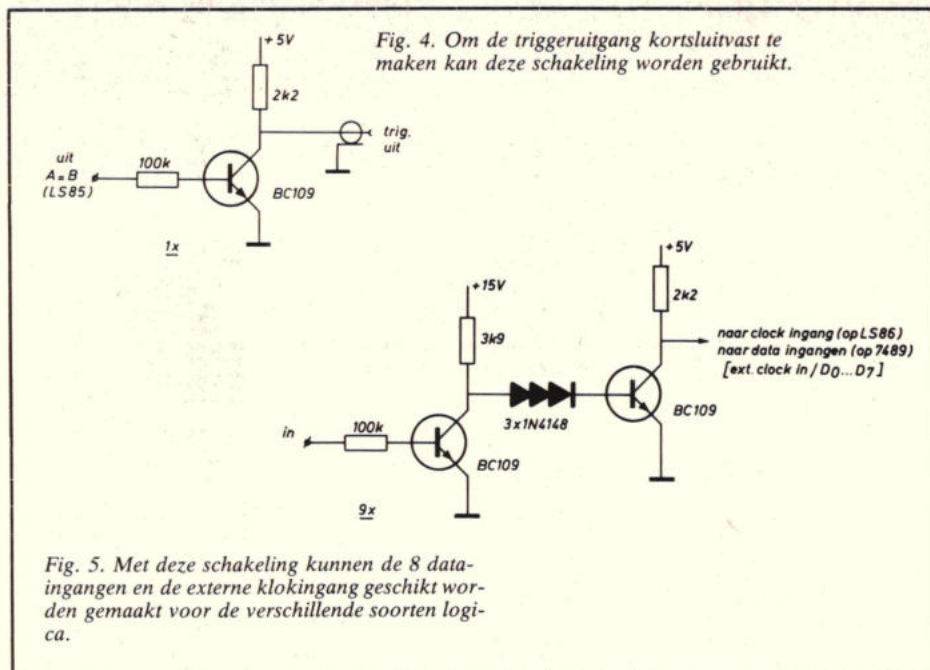 Fig. 4. Om de triggeruitgang kortsluitvast te
maken kan deze schakeling worden gebruikt.
+5V
2k2
trig.
uit
uit
A=B
(LS85)
100k
BC109
1x
+5V
2k2
+15V
3k9
naar clock ingang (op LS86)
naar data ingangen (op 7489)
[ext. clock in / D0...D7]
3x1N4148
BC109
in
100k
BC109
9x
Fig. 5. Met deze schakeling kunnen de 8 data-
ingangen en de externe klokingang geschikt wor-
den gemaakt voor de verschillende soorten logi-
ca.